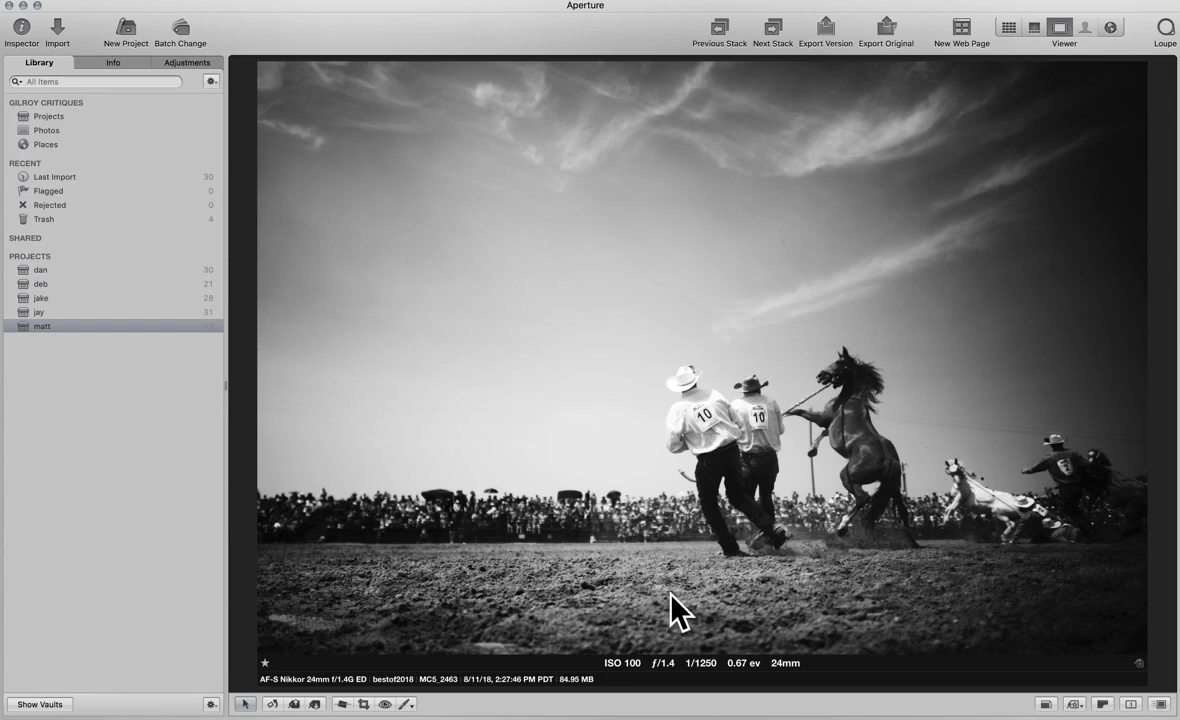 Aperture
Inspector Import New Project Batch Change Previous Stack Next Stack Export Version Export Original New Web Page Viewer Loupe
Library Info Adjustments
All Items
GILROY CRITIQUES
Projects
Photos
Places
RECENT
Last Import 30
Flagged 0
Rejected 0
Trash 4
SHARED
PROJECTS
dan 30
deb 21
jake 28
jay 31
matt
10 10
ISO 100 ƒ/1.4 1/1250 0.67 ev 24mm
AF-S Nikkor 24mm f/1.4G ED bestof2018 MC5_2463 8/11/18, 2:27:46 PM PDT 84.95 MB
Show Vaults